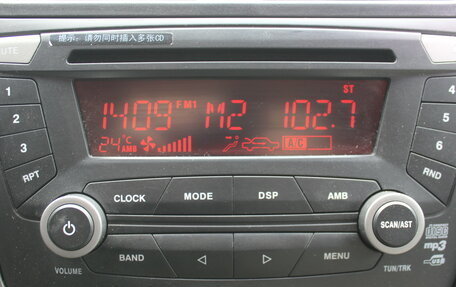 MUTE
提示：请勿同时插入多张CD
ST
1409 FM1 M2 102.7
24°C AMB A/C
1
2
3
RPT
4
5
6
RND
CLOCK MODE DSP AMB
SCAN/AST
BAND MENU
VOLUME
TUN/TRK
disc
mp3
USB